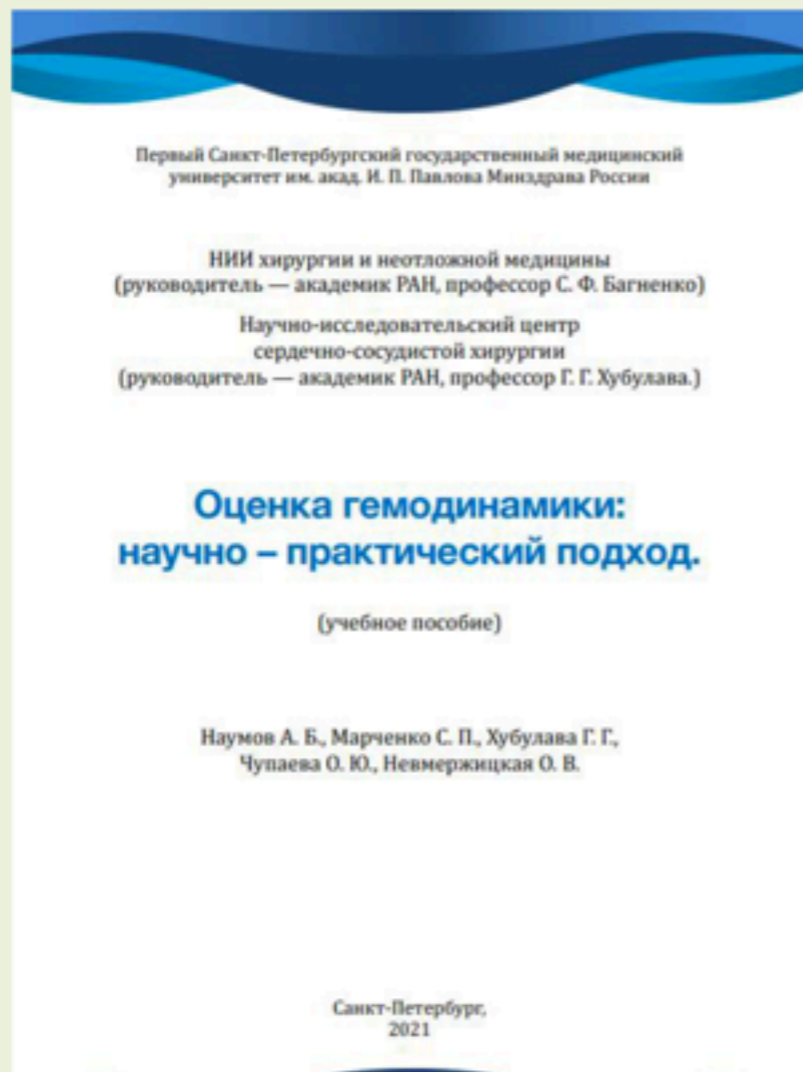 Первый Санкт-Петербургский государственный медицинский
университет им. акад. И. П. Павлова Минздрава России
НИИ хирургии и неотложной медицины
(руководитель — академик РАН, профессор С. Ф. Багненко)
Научно-исследовательский центр
сердечно-сосудистой хирургии
(руководитель — академик РАН, профессор Г. Г. Хубулава.)
Оценка гемодинамики:
научно – практический подход.
(учебное пособие)
Наумов А. Б., Марченко С. П., Хубулава Г. Г.,
Чупаева О. Ю., Невмержицкая О. В.
Санкт-Петербург,
2021